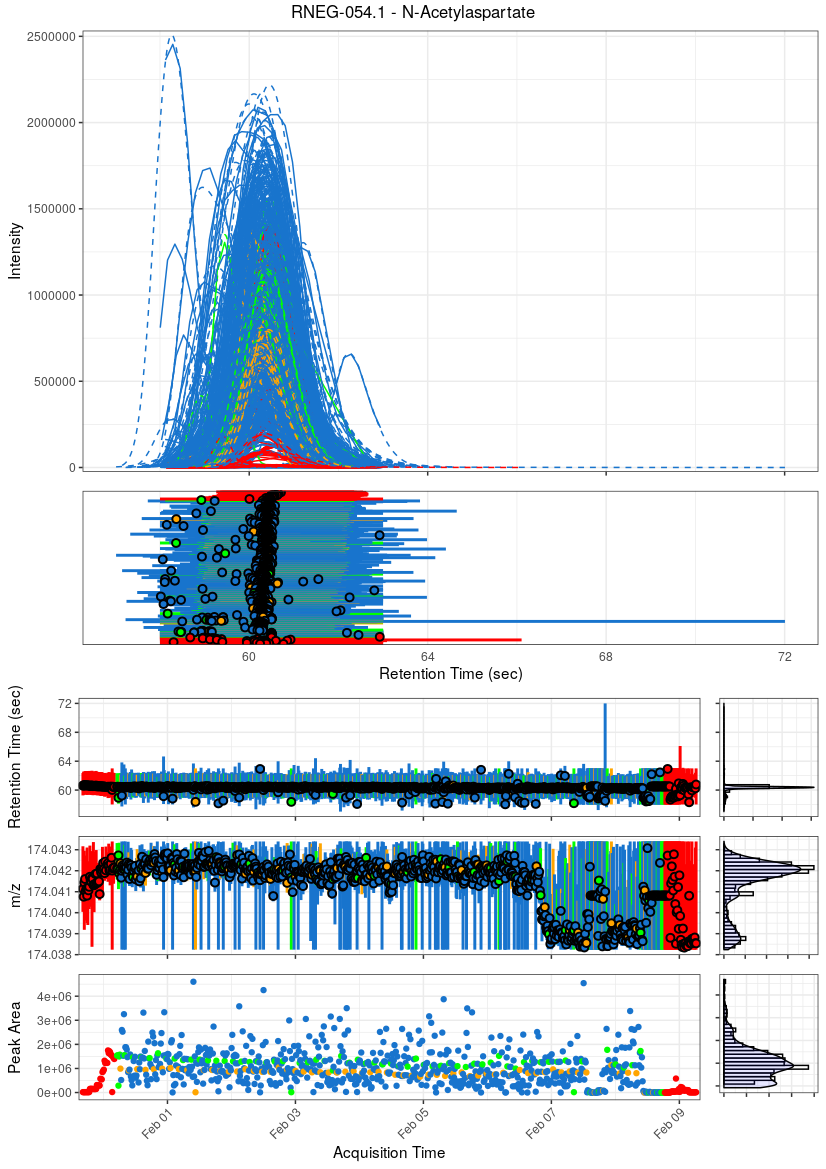 RNEG-054.1 - N-Acetylaspartate
2500000
2000000
1500000
1000000
500000
0
Intensity
60 64 68 72
Retention Time (sec)
Retention Time (sec)
72
68
64
60
m/z
174.043
174.042
174.041
174.040
174.039
174.038
Peak Area
4e+06
3e+06
2e+06
1e+06
0e+00
Feb 01 Feb 03 Feb 05 Feb 07 Feb 09
Acquisition Time